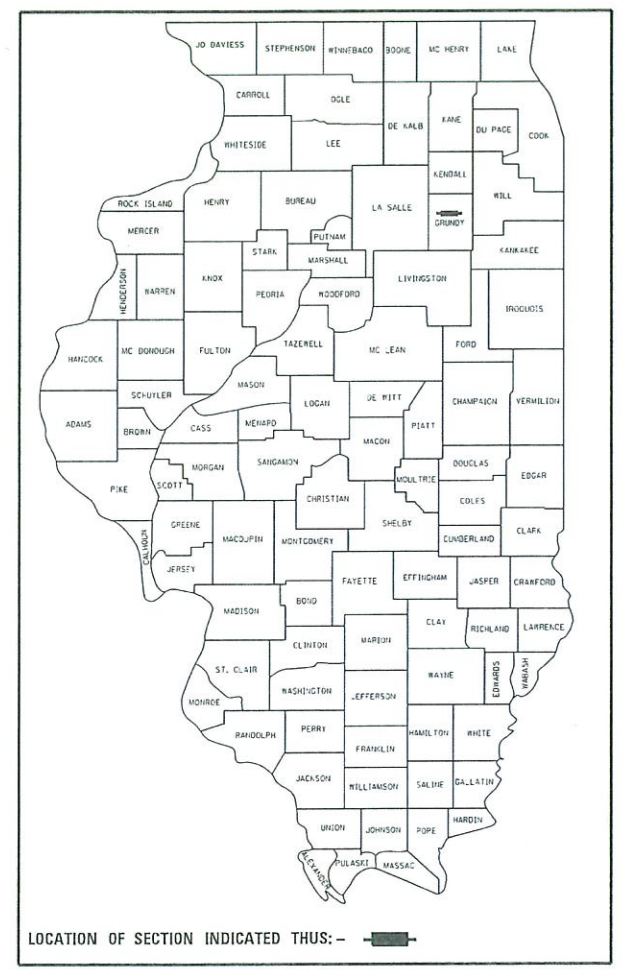 JO DAVIESS STEPHENSON WINNEBAGO BOONE MC HENRY LAKE
CARROLL OGLE
DE KALB KANE DU PAGE COOK
WHITESIDE LEE
KENDALL
ROCK ISLAND HENRY BUREAU LA SALLE WILL
MERCER PUTNAM GRUNDY
STARK MARSHALL KANKAKEE
HENDERSON WARREN KNOX PEORIA WOODFORD LIVINGSTON IROQUOIS
HANCOCK MC DONOUGH FULTON TAZEWELL MC LEAN FORD
SCHUYLER MASON LOGAN DE WITT CHAMPAIGN VERMILION
ADAMS BROWN CASS MENARD MACON PIATT
MORGAN SANGAMON DOUGLAS EDGAR
PIKE SCOTT CHRISTIAN MOULTRIE COLES
GREENE MACOUPIN MONTGOMERY SHELBY CUMBERLAND CLARK
CALHOUN JERSEY FAYETTE EFFINGHAM JASPER CRAWFORD
MADISON BOND
CLAY RICHLAND LAWRENCE
CLINTON MARION
ST. CLAIR WAYNE EDWARDS WABASH
MONROE WASHINGTON JEFFERSON
RANDOLPH PERRY HAMILTON WHITE
FRANKLIN
JACKSON WILLIAMSON SALINE GALLATIN
UNION JOHNSON POPE HARDIN
ALEXANDER PULASKI MASSAC
LOCATION OF SECTION INDICATED THUS: –